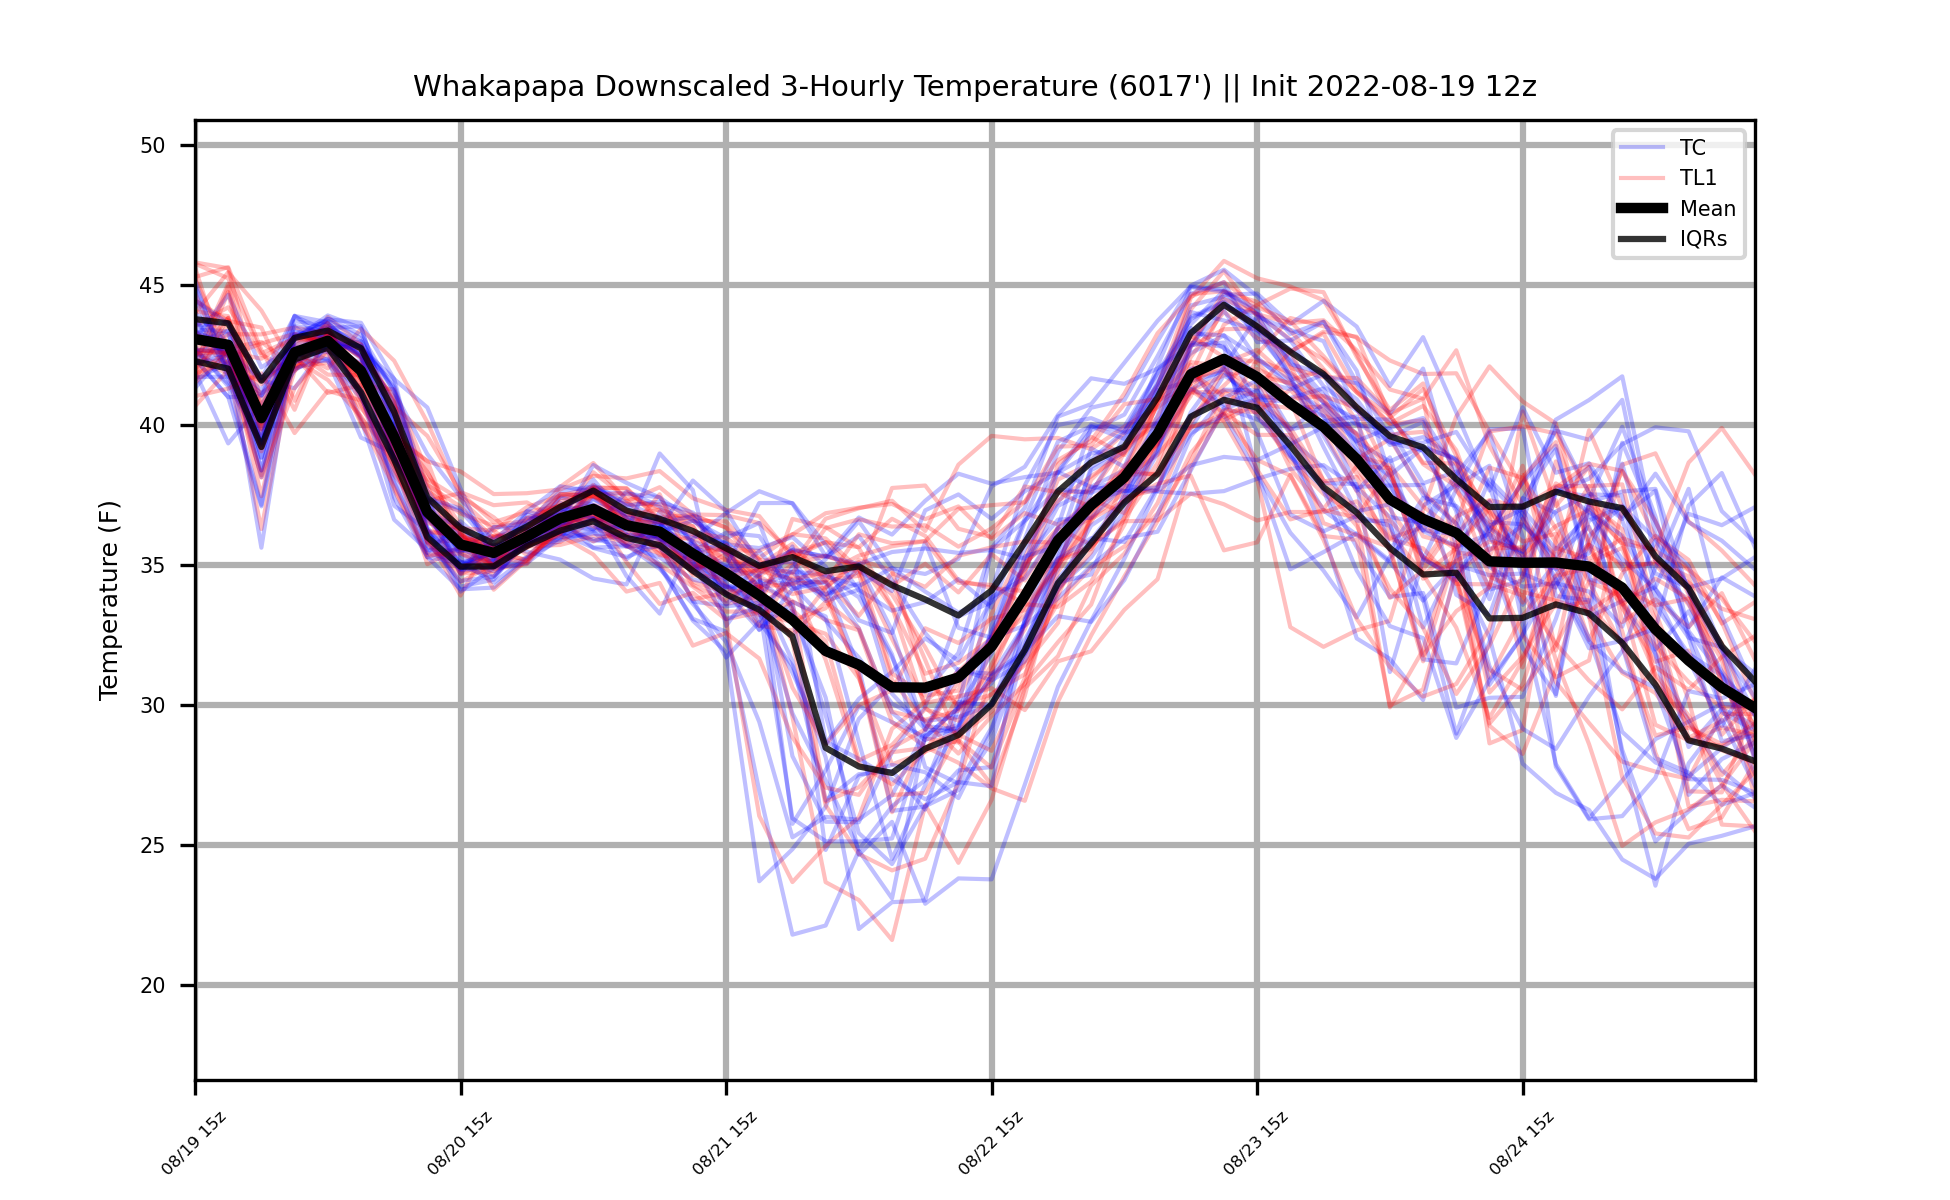 Whakapapa Downscaled 3-Hourly Temperature (6017') || Init 2022-08-19 12z
TC
TL1
Mean
IQRs
Temperature (F)
50
45
40
35
30
25
20
08/19 15z
08/20 15z
08/21 15z
08/22 15z
08/23 15z
08/24 15z